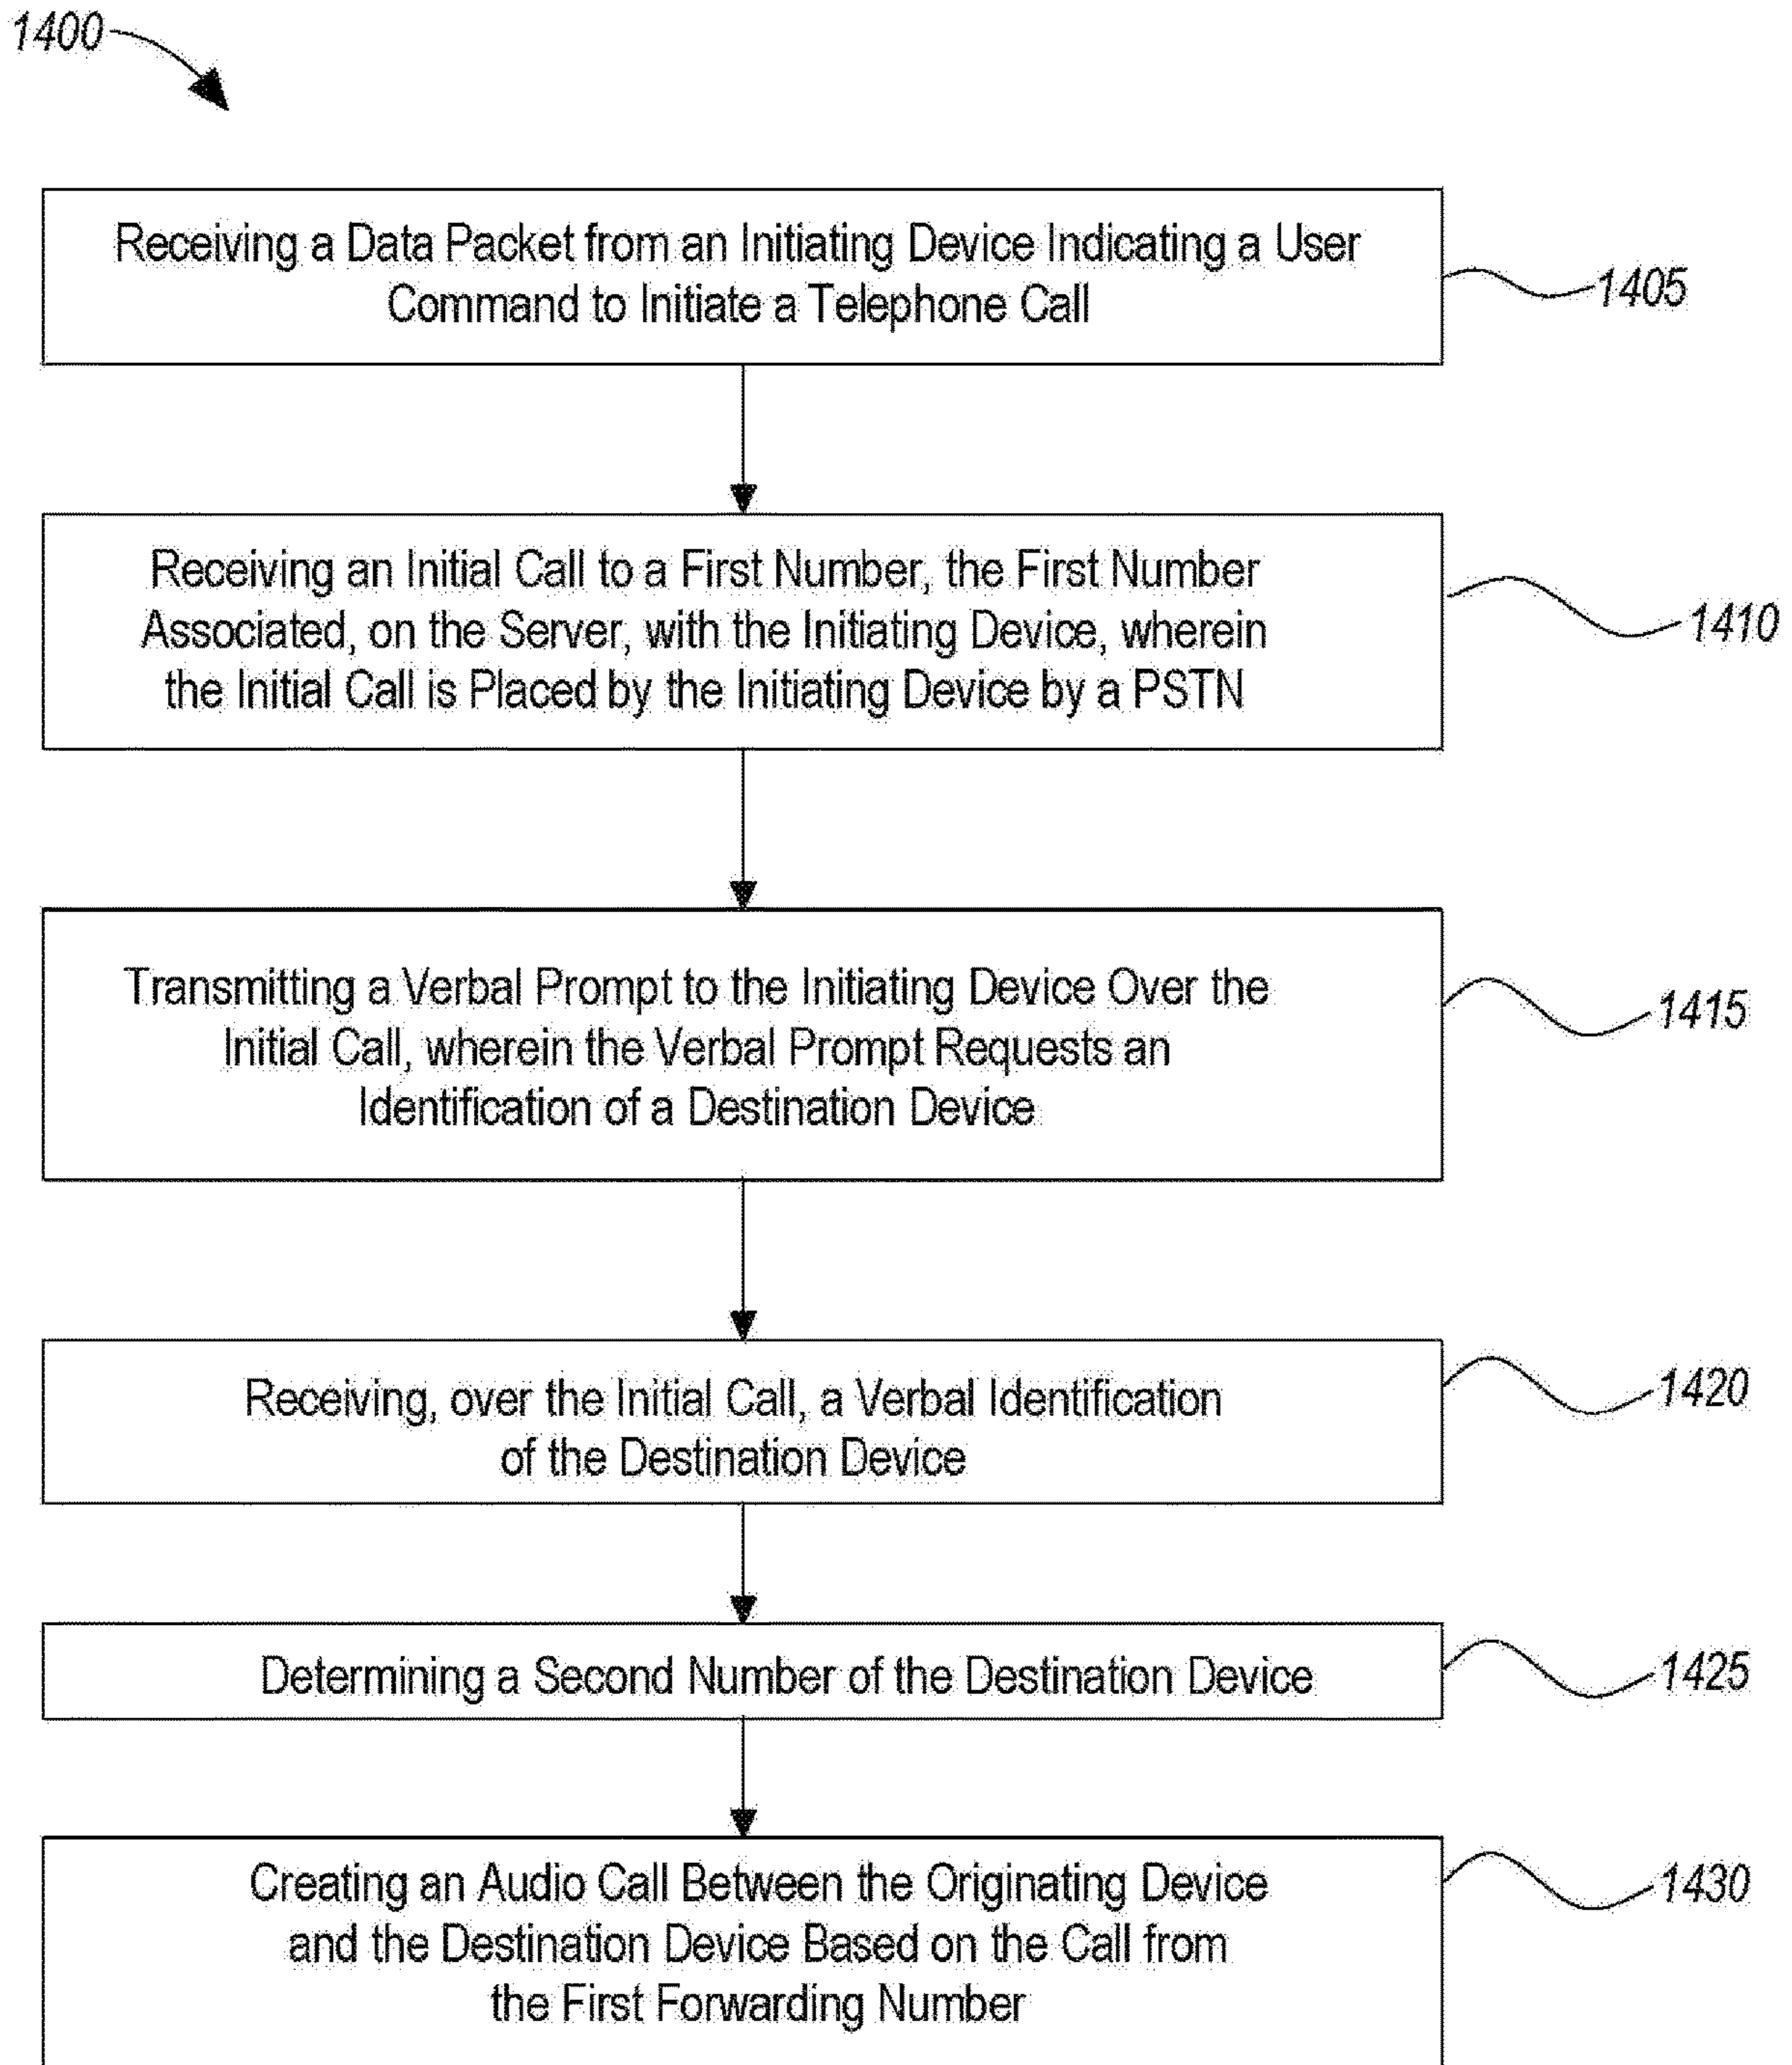 1400
Receiving a Data Packet from an Initiating Device Indicating a User
Command to Initiate a Telephone Call
1405
Receiving an Initial Call to a First Number, the First Number
Associated, on the Server, with the Initiating Device, wherein
the Initial Call is Placed by the Initiating Device by a PSTN
1410
Transmitting a Verbal Prompt to the Initiating Device Over the
Initial Call, wherein the Verbal Prompt Requests an
Identification of a Destination Device
1415
Receiving, over the Initial Call, a Verbal Identification
of the Destination Device
1420
Determining a Second Number of the Destination Device
1425
Creating an Audio Call Between the Originating Device
and the Destination Device Based on the Call from
the First Forwarding Number
1430